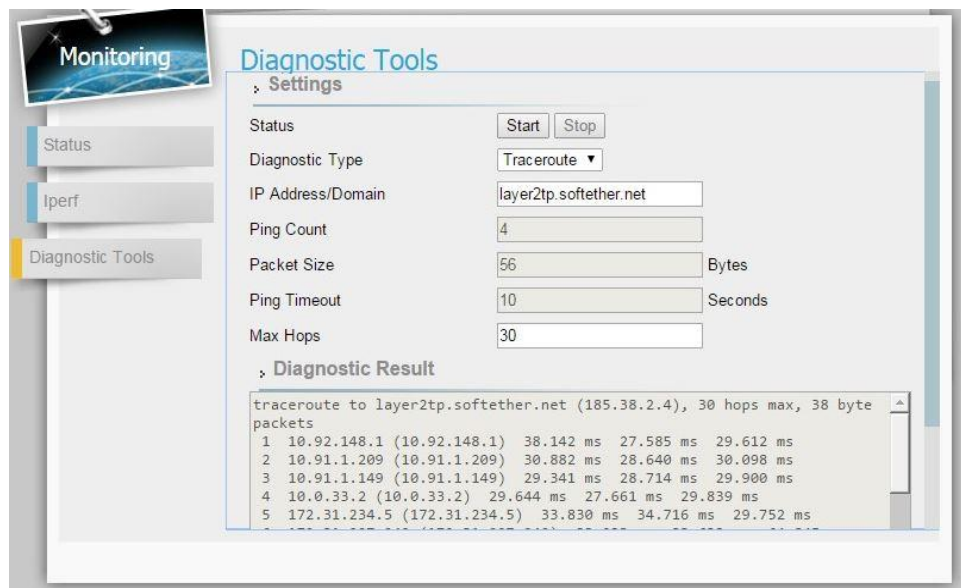 Monitoring
Diagnostic Tools
Settings
Status
Iperf
Diagnostic Tools
Status Start Stop
Diagnostic Type Traceroute
IP Address/Domain layer2tp.softether.net
Ping Count 4
Packet Size 56 Bytes
Ping Timeout 10 Seconds
Max Hops 30
Diagnostic Result
traceroute to layer2tp.softether.net (185.38.2.4), 30 hops max, 38 byte
packets
1 10.92.148.1 (10.92.148.1) 38.142 ms 27.585 ms 29.612 ms
2 10.91.1.209 (10.91.1.209) 30.882 ms 28.640 ms 30.098 ms
3 10.91.1.149 (10.91.1.149) 29.341 ms 28.714 ms 29.900 ms
4 10.0.33.2 (10.0.33.2) 29.644 ms 27.661 ms 29.839 ms
5 172.31.234.5 (172.31.234.5) 33.830 ms 34.716 ms 29.752 ms